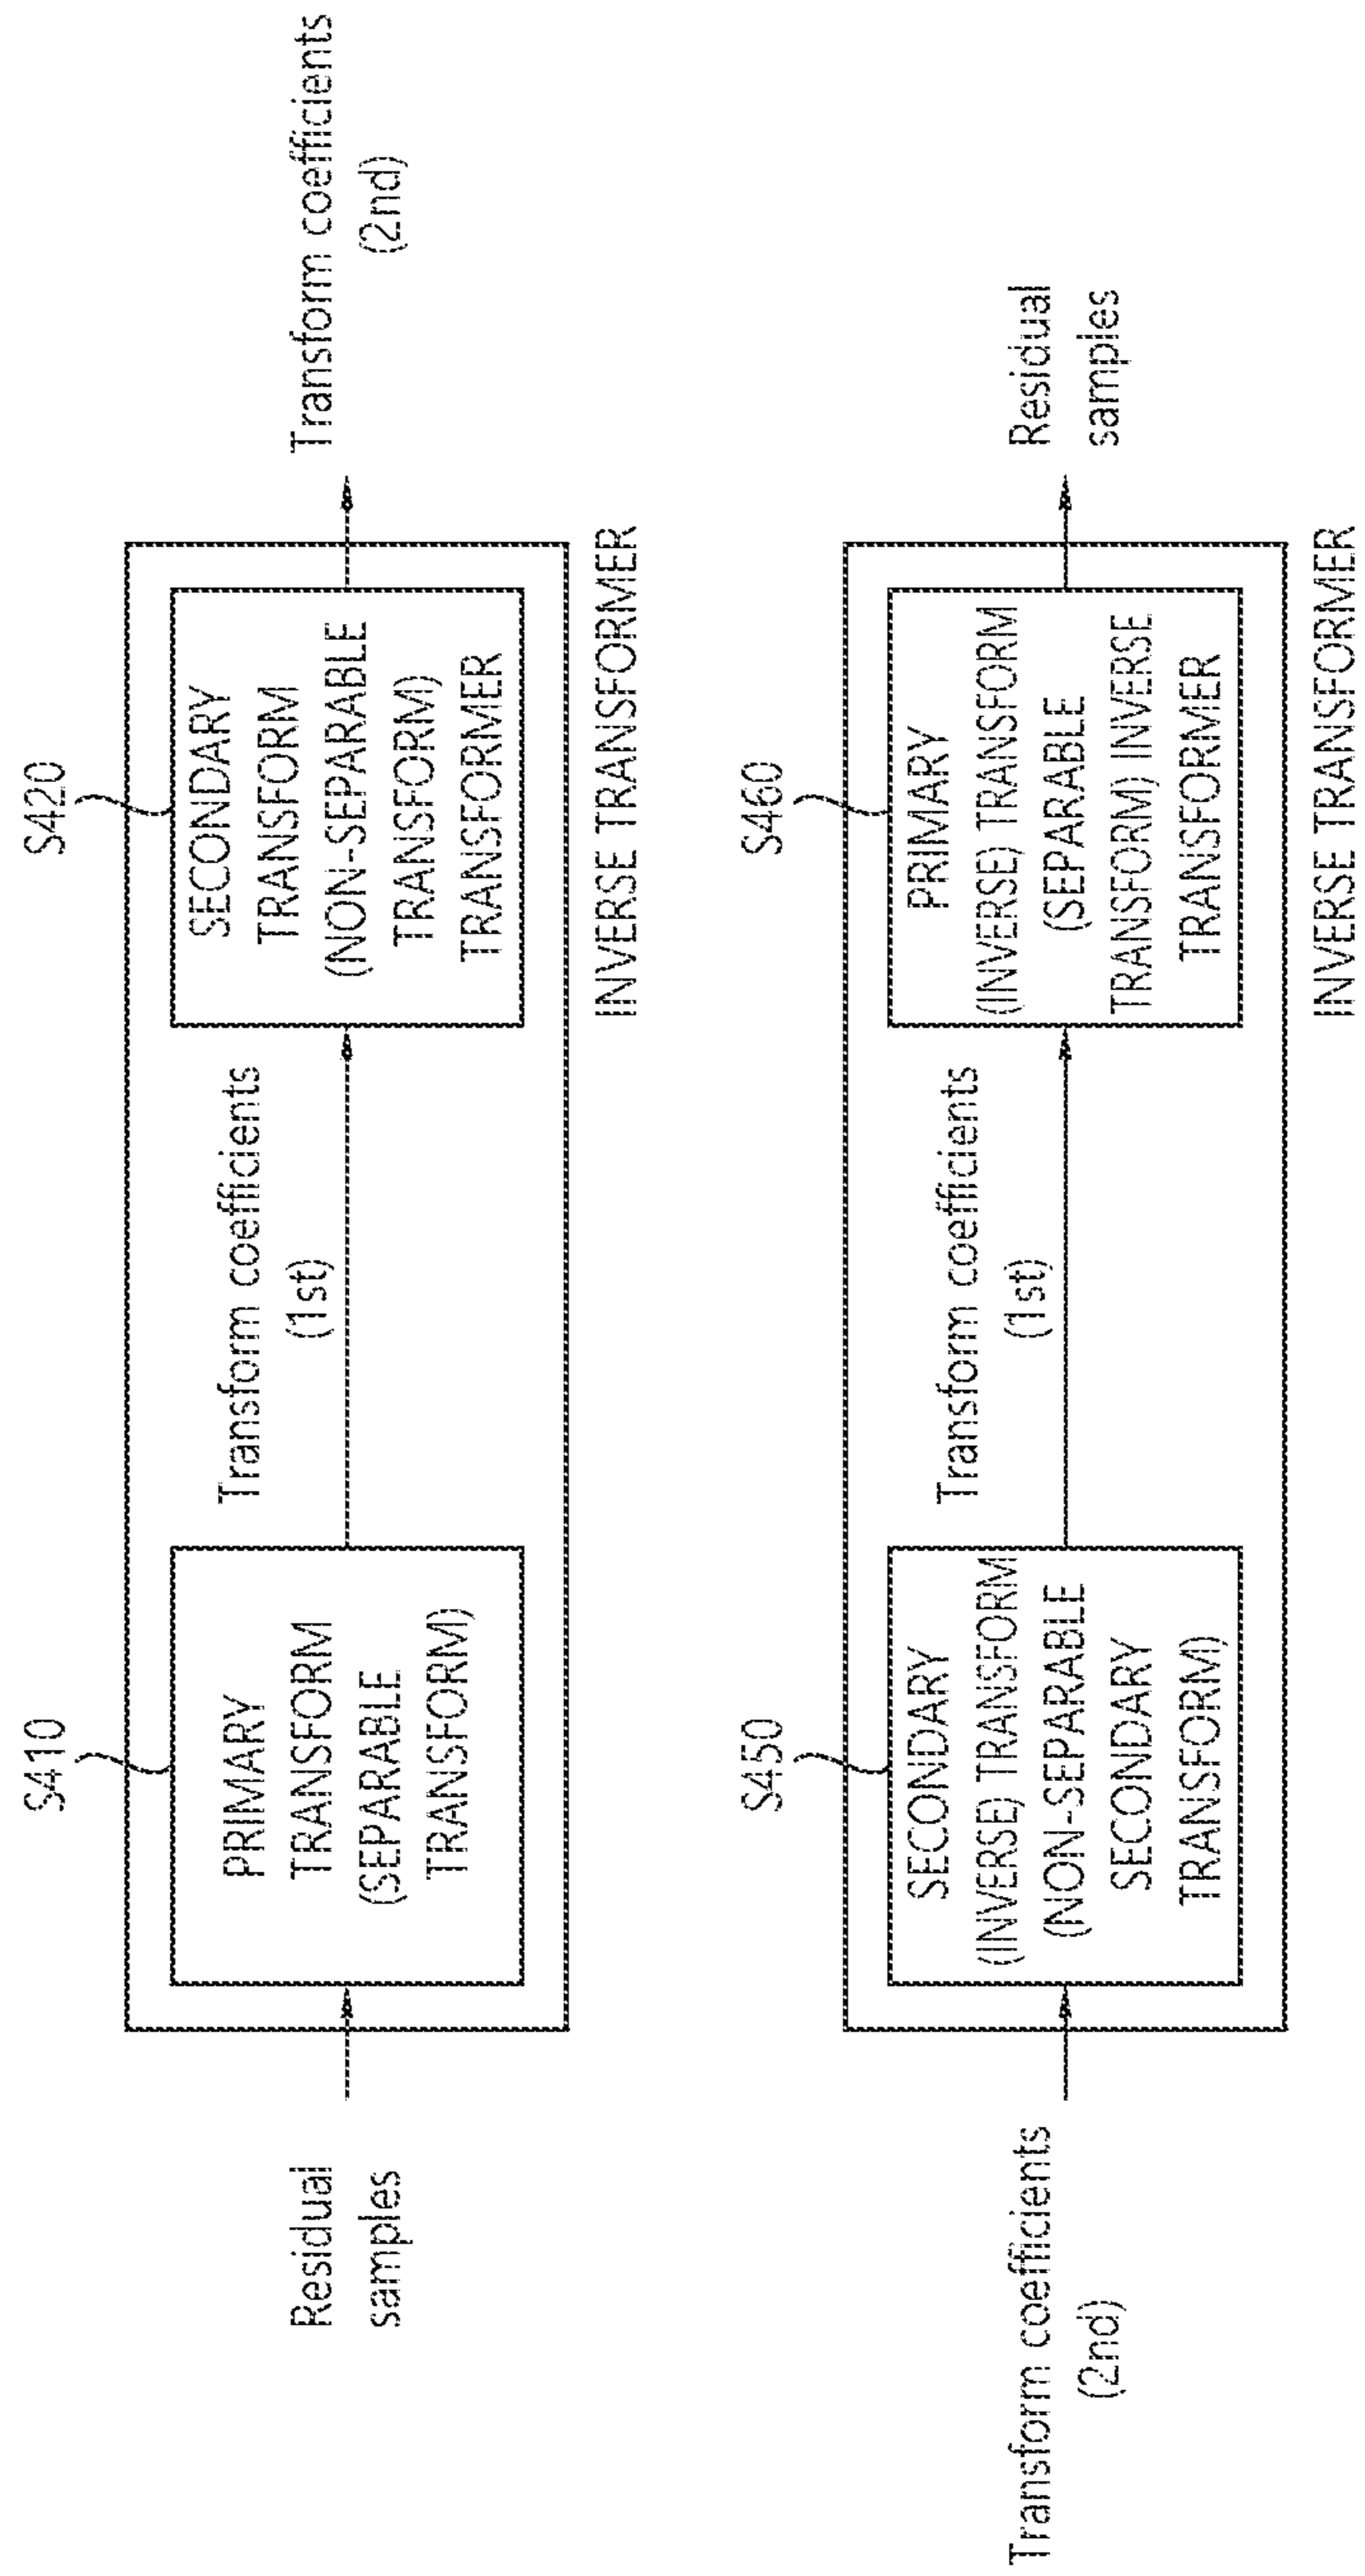 S410
S420
Residual
samples
PRIMARY
TRANSFORM
(SEPARABLE
TRANSFORM)
Transform coefficients
(1st)
SECONDARY
TRANSFORM
(NON-SEPARABLE
TRANSFORM)
TRANSFORMER
Transform coefficients
(2nd)
INVERSE TRANSFORMER
S450
S460
Transform coefficients
(2nd)
SECONDARY
(INVERSE) TRANSFORM
(NON-SEPARABLE
SECONDARY
TRANSFORM)
Transform coefficients
(1st)
PRIMARY
(INVERSE) TRANSFORM
(SEPARABLE
TRANSFORM) INVERSE
TRANSFORMER
Residual
samples
INVERSE TRANSFORMER